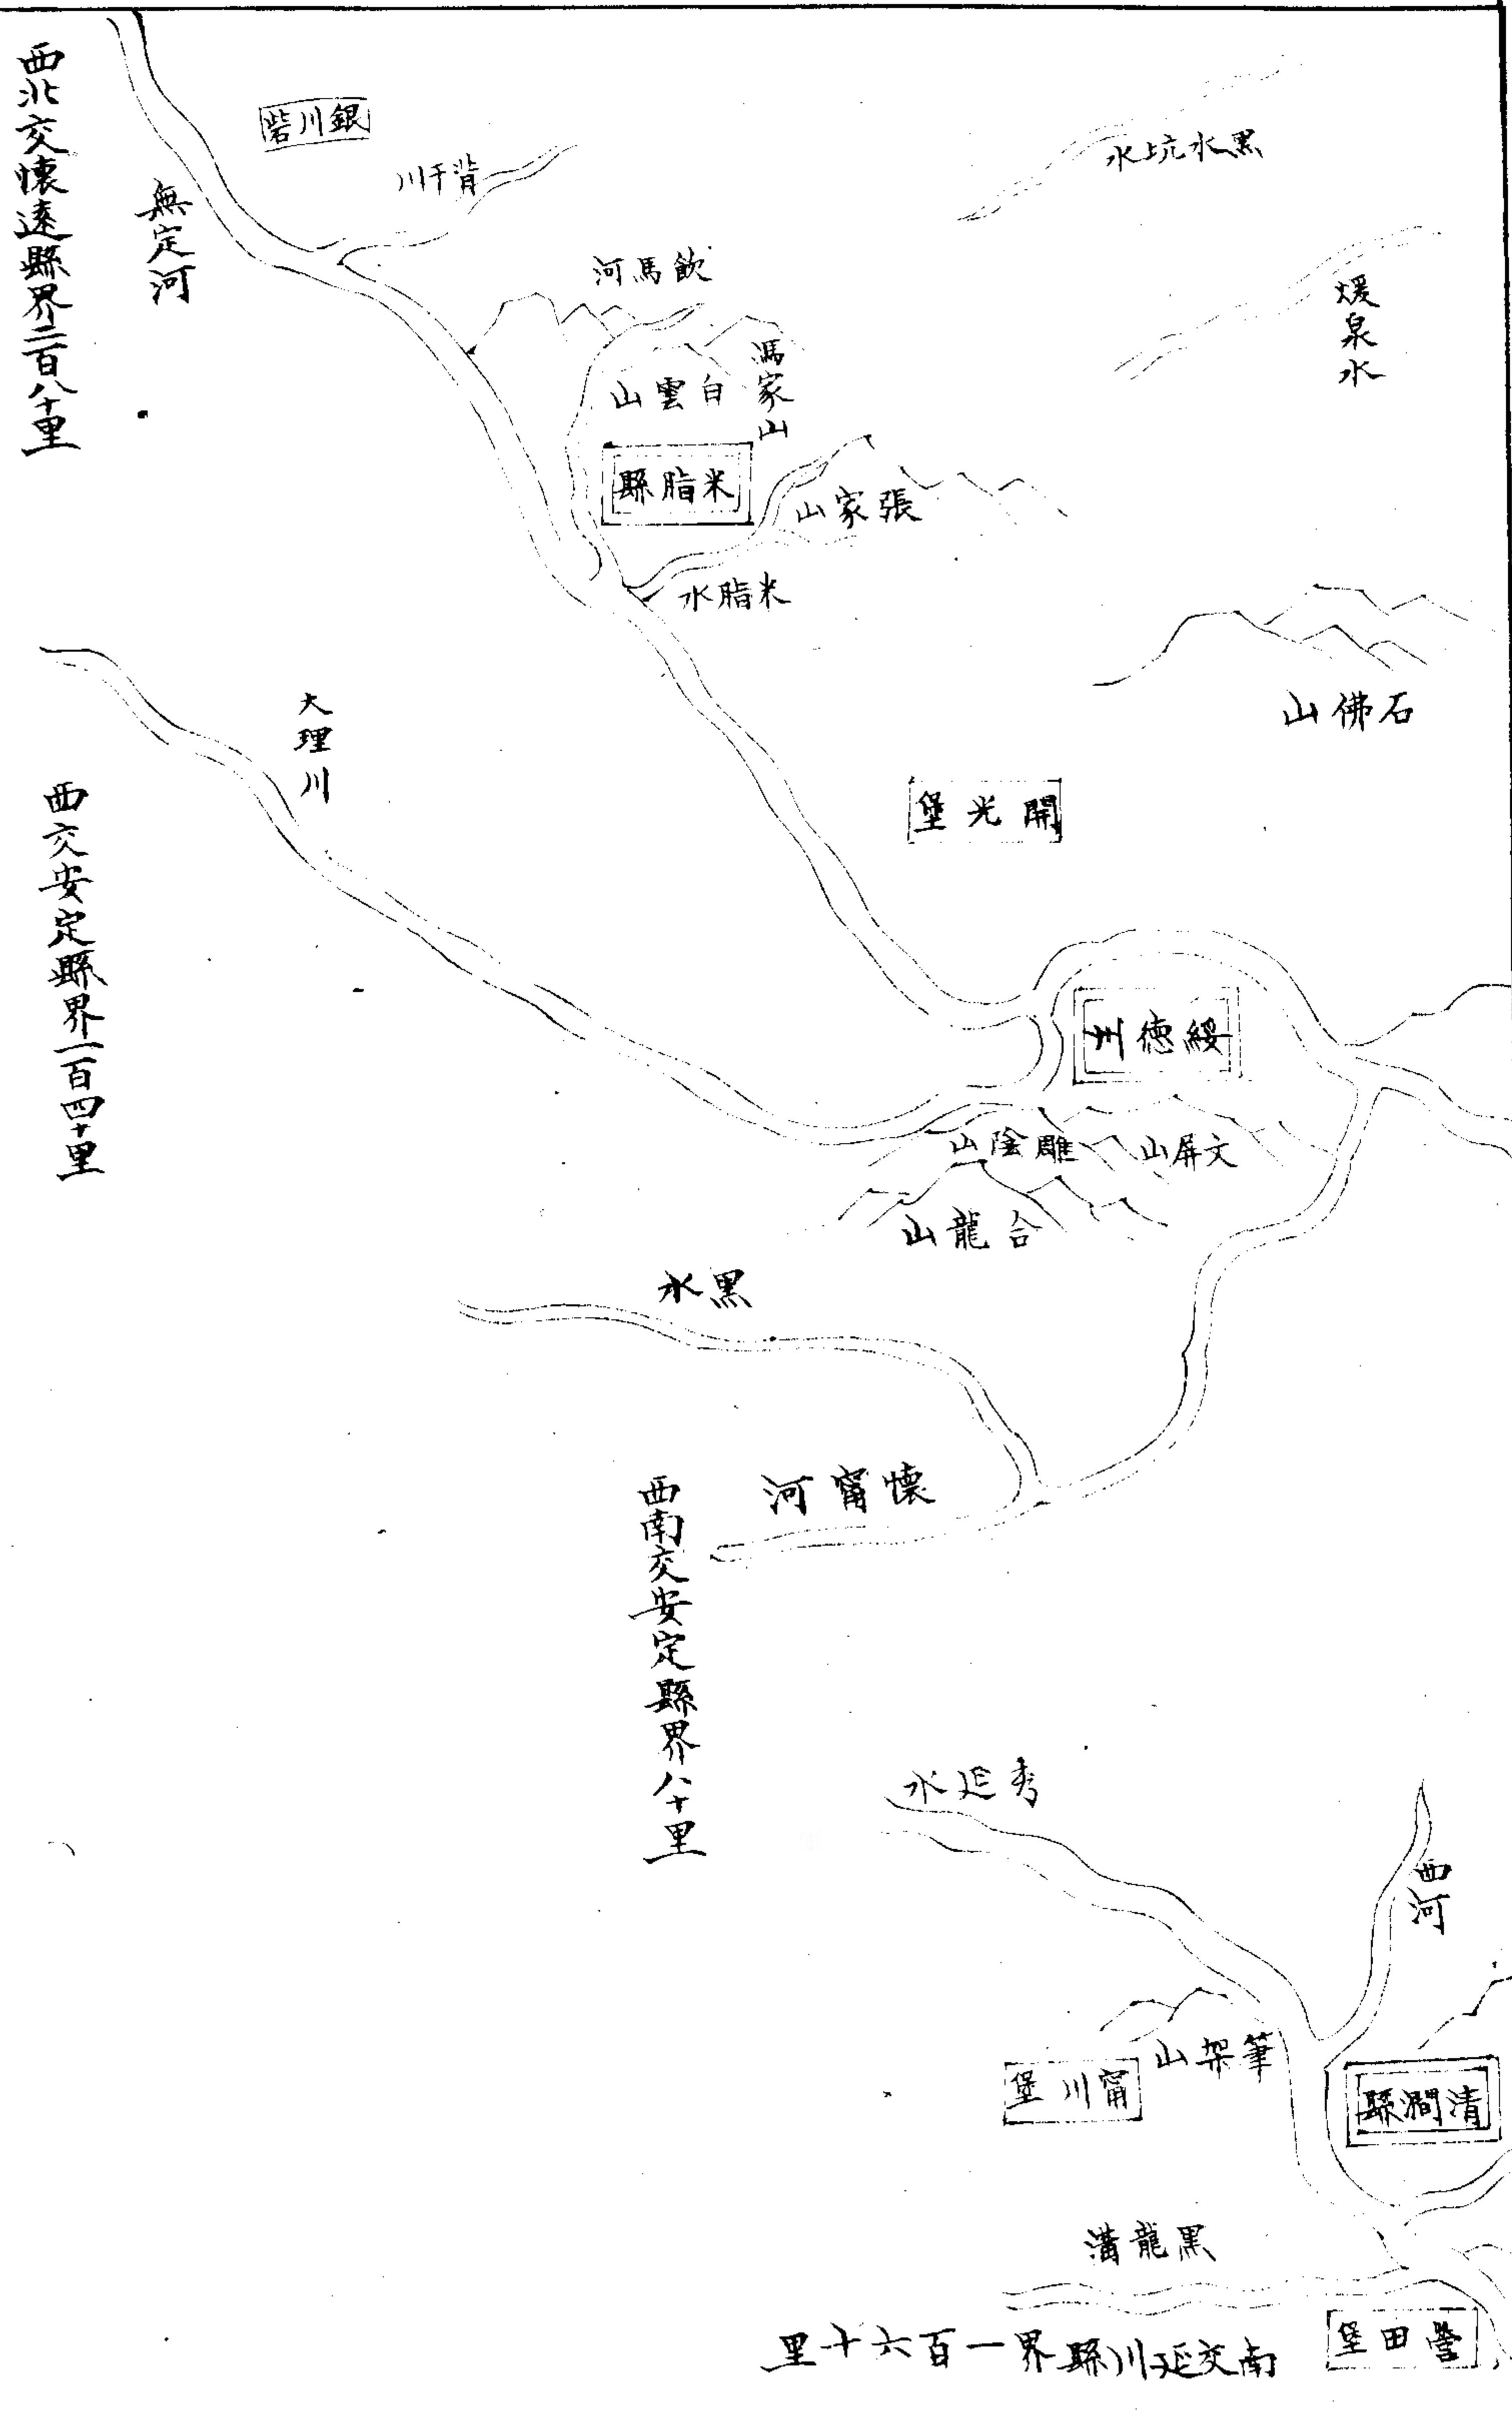 西北交懷遠縣界二百八十里
無定河
銀川砦
背干川
黑水坑水
煖泉水
飲馬河
馮家山
白雲山
米脂縣
張家山
米脂水
石佛山
大理川
開光堡
西交安定縣界一百四十里
綏德州
雕陰山
文屏山
合龍山
黑水
懷甯河
西南交安定縣界八十里
秀延水
西河
筆架山
甯川堡
清澗縣
黑龍溝
營田堡
南交延川縣界一百六十里